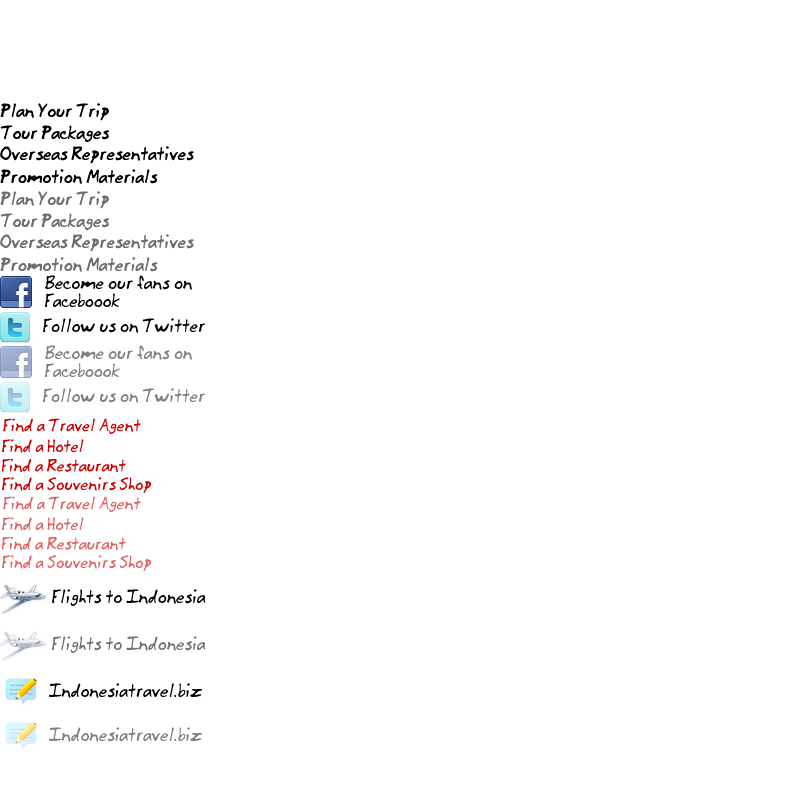 Plan Your Trip
Tour Packages
Overseas Representatives
Promotion Materials
Plan Your Trip
Tour Packages
Overseas Representatives
Promotion Materials
Become our fans on
Faceboook
Follow us on Twitter
Become our fans on
Faceboook
Follow us on Twitter
Find a Travel Agent
Find a Hotel
Find a Restaurant
Find a Souvenirs Shop
Find a Travel Agent
Find a Hotel
Find a Restaurant
Find a Souvenirs Shop
Flights to Indonesia
Flights to Indonesia
Indonesiatravel.biz
Indonesiatravel.biz